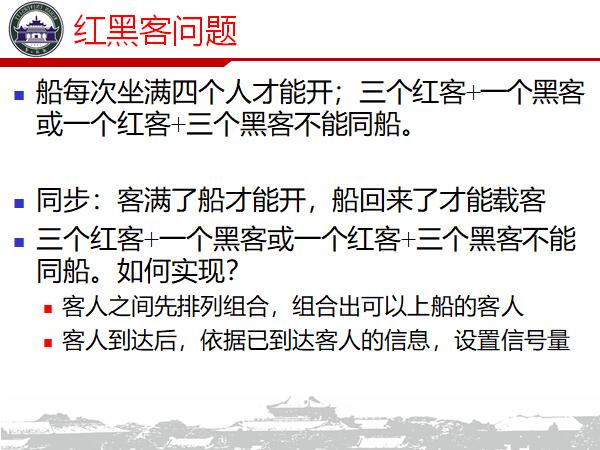 红黑客问题
船每次坐满四个人才能开；三个红客+一个黑客
或一个红客+三个黑客不能同船。
同步：客满了船才能开，船回来了才能载客
三个红客+一个黑客或一个红客+三个黑客不能
同船。如何实现？
客人之间先排列组合，组合出可以上船的客人
客人到达后，依据已到达客人的信息，设置信号量